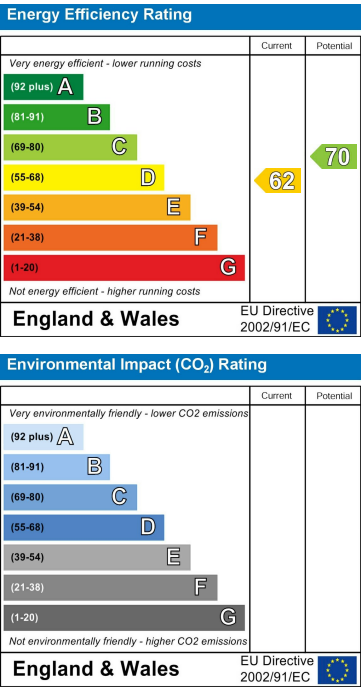 Energy Efficiency Rating
Current Potential
Very energy efficient - lower running costs
(92 plus) A
(81-91) B
(69-80) C
70
(55-68) D
62
(39-54) E
(21-38) F
(1-20) G
Not energy efficient - higher running costs
England & Wales
EU Directive
2002/91/EC
Environmental Impact (CO2) Rating
Current Potential
Very environmentally friendly - lower CO2 emissions
(92 plus) A
(81-91) B
(69-80) C
(55-68) D
(39-54) E
(21-38) F
(1-20) G
Not environmentally friendly - higher CO2 emissions
England & Wales
EU Directive
2002/91/EC